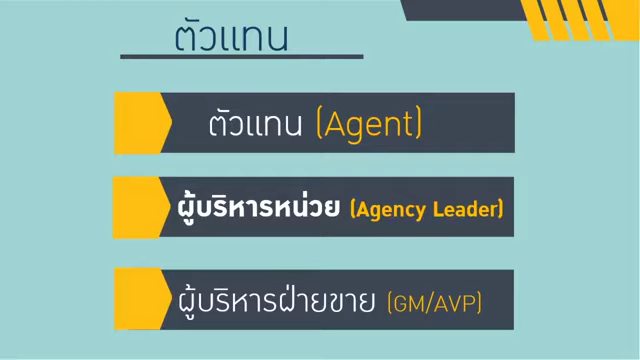 ตัวแทน
ตัวแทน (Agent)
ผู้บริหารหน่วย (Agency Leader)
ผู้บริหารฝ่ายขาย (GM/AVP)